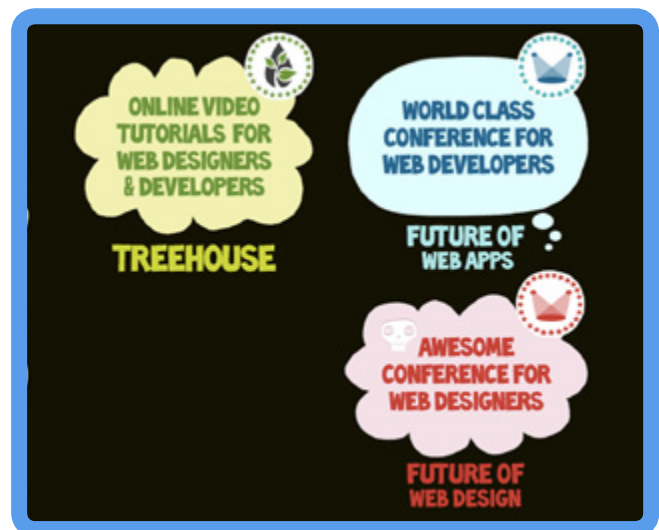 ONLINE VIDEO
TUTORIALS FOR
WEB DESIGNERS
& DEVELOPERS
TREEHOUSE
WORLD CLASS
CONFERENCE FOR
WEB DEVELOPERS
FUTURE OF
WEB APPS
AWESOME
CONFERENCE FOR
WEB DESIGNERS
FUTURE OF
WEB DESIGN